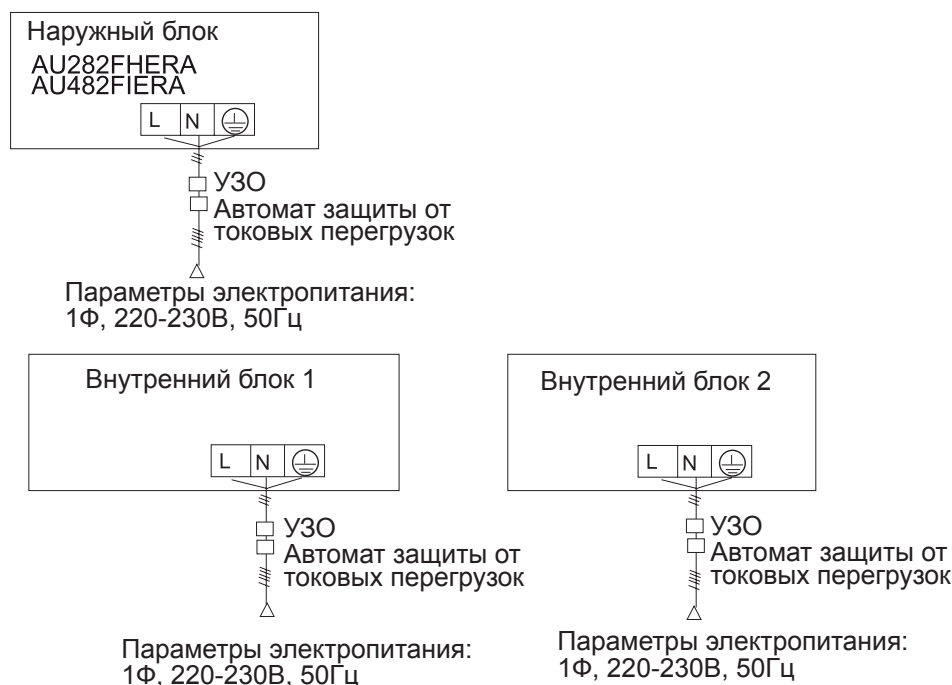 Наружный блок
AU282FHERA
AU482FIERA
L N
УЗО
Автомат защиты от
токовых перегрузок
Параметры электропитания:
1Ф, 220-230В, 50Гц
Внутренний блок 1
L N
УЗО
Автомат защиты от
токовых перегрузок
Параметры электропитания:
1Ф, 220-230В, 50Гц
Внутренний блок 2
L N
УЗО
Автомат защиты от
токовых перегрузок
Параметры электропитания:
1Ф, 220-230В, 50Гц